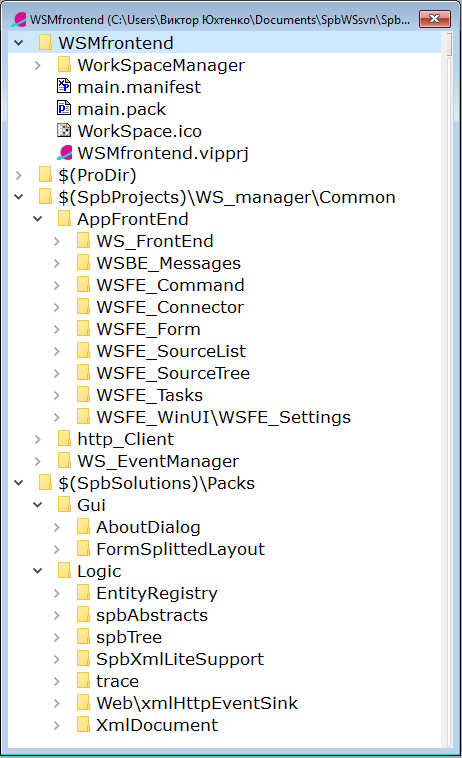 WSMfrontend (C:\Users\Виктор Юхтенко\Documents\SpbWSsvn\Spb...
WSMfrontend
WorkSpaceManager
main.manifest
main.pack
WorkSpace.ico
WSMfrontend.vipprj
$(ProDir)
$(SpbProjects)\WS_manager\Common
AppFrontEnd
WS_FrontEnd
WSBE_Messages
WSFE_Command
WSFE_Connector
WSFE_Form
WSFE_SourceList
WSFE_SourceTree
WSFE_Tasks
WSFE_WinUI\WSFE_Settings
http_Client
WS_EventManager
$(SpbSolutions)\Packs
Gui
AboutDialog
FormSplittedLayout
Logic
EntityRegistry
spbAbstracts
spbTree
SpbXmlLiteSupport
trace
Web\xmlHttpEventSink
XmlDocument